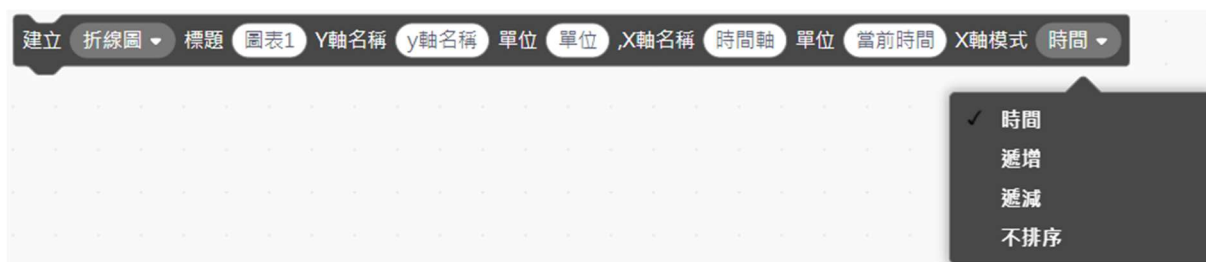 建立 折線圖 標題 圖表1 Y軸名稱 y軸名稱 單位 單位 ,X軸名稱 時間軸 單位 當前時間 X軸模式 時間
✓ 時間
遞增
遞減
不排序